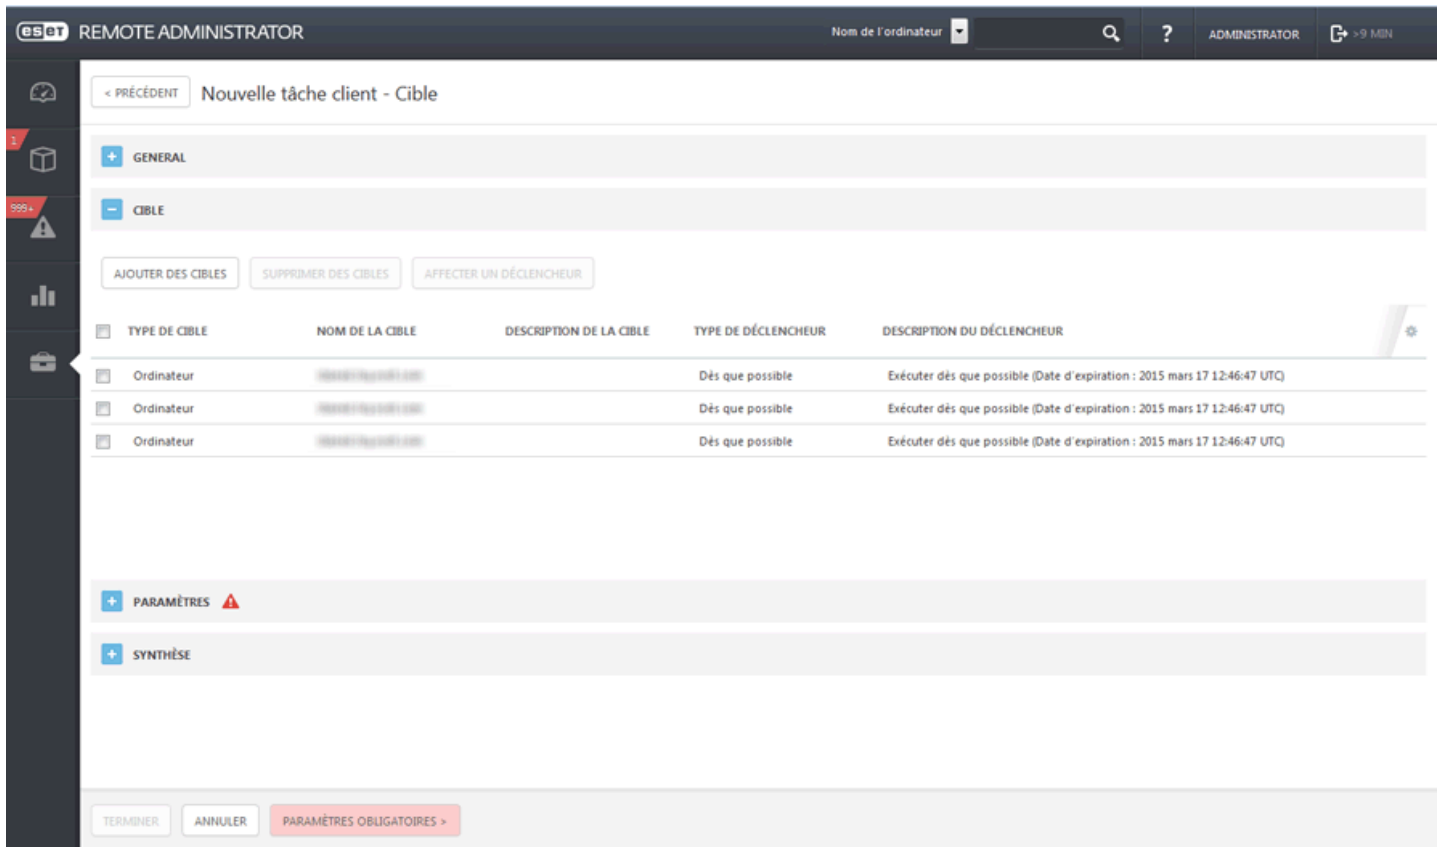 eset REMOTE ADMINISTRATOR
Nom de l'ordinateur
?
ADMINISTRATOR
>9 MIN
< PRÉCÉDENT
Nouvelle tâche client - Cible
1
GENERAL
999+
CIBLE
AJOUTER DES CIBLES
SUPPRIMER DES CIBLES
AFFECTER UN DÉCLENCHEUR
TYPE DE CIBLE NOM DE LA CIBLE DESCRIPTION DE LA CIBLE TYPE DE DÉCLENCHEUR DESCRIPTION DU DÉCLENCHEUR
Ordinateur Dès que possible Exécuter dès que possible (Date d'expiration : 2015 mars 17 12:46:47 UTC)
Ordinateur Dès que possible Exécuter dès que possible (Date d'expiration : 2015 mars 17 12:46:47 UTC)
Ordinateur Dès que possible Exécuter dès que possible (Date d'expiration : 2015 mars 17 12:46:47 UTC)
PARAMÈTRES
SYNTHÈSE
TERMINER
ANNULER
PARAMÈTRES OBLIGATOIRES >